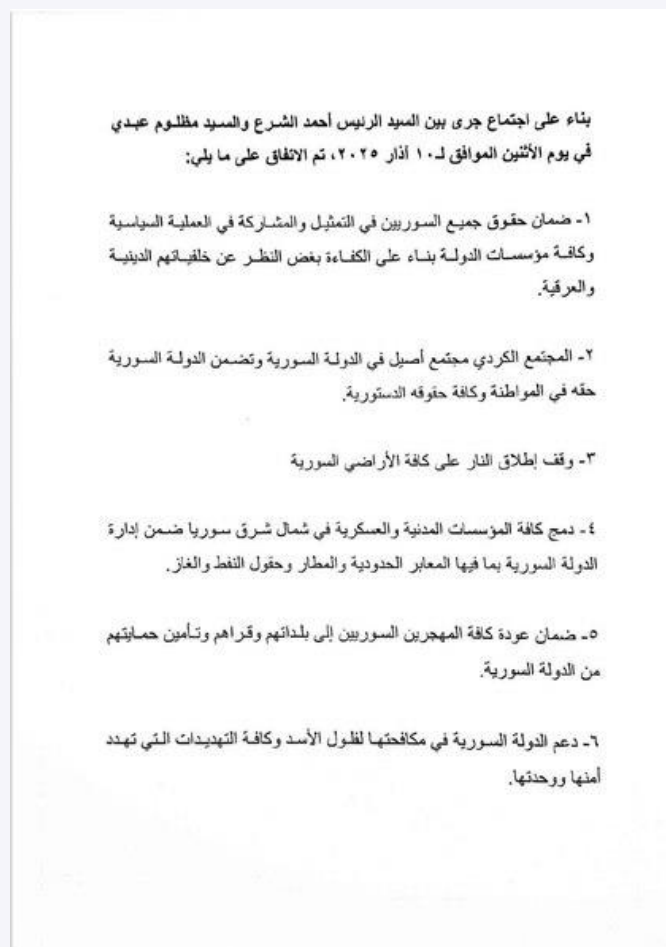 بناء على اجتماع جرى بين السيد الرئيس أحمد الشرع والسيد مظلوم عبدي
في يوم الأثنين الموافق لـ١٠ آذار ٢٠٢٥، تم الاتفاق على ما يلي:
١- ضمان حقوق جميع السوريين في التمثيل والمشاركة في العملية السياسية
وكافة مؤسسات الدولة بناء على الكفاءة بغض النظر عن خلفياتهم الدينية
والعرقية.
٢- المجتمع الكردي مجتمع أصيل في الدولة السورية وتضمن الدولة السورية
حقه في المواطنة وكافة حقوقه الدستورية.
٣- وقف إطلاق النار على كافة الأراضي السورية
٤- دمج كافة المؤسسات المدنية والعسكرية في شمال شرق سوريا ضمن إدارة
الدولة السورية بما فيها المعابر الحدودية والمطار وحقول النفط والغاز.
٥- ضمان عودة كافة المهجرين السوريين إلى بلداتهم وقراهم وتأمين حمايتهم
من الدولة السورية.
٦- دعم الدولة السورية في مكافحتها لفلول الأسد وكافة التهديدات التي تهدد
أمنها ووحدتها.